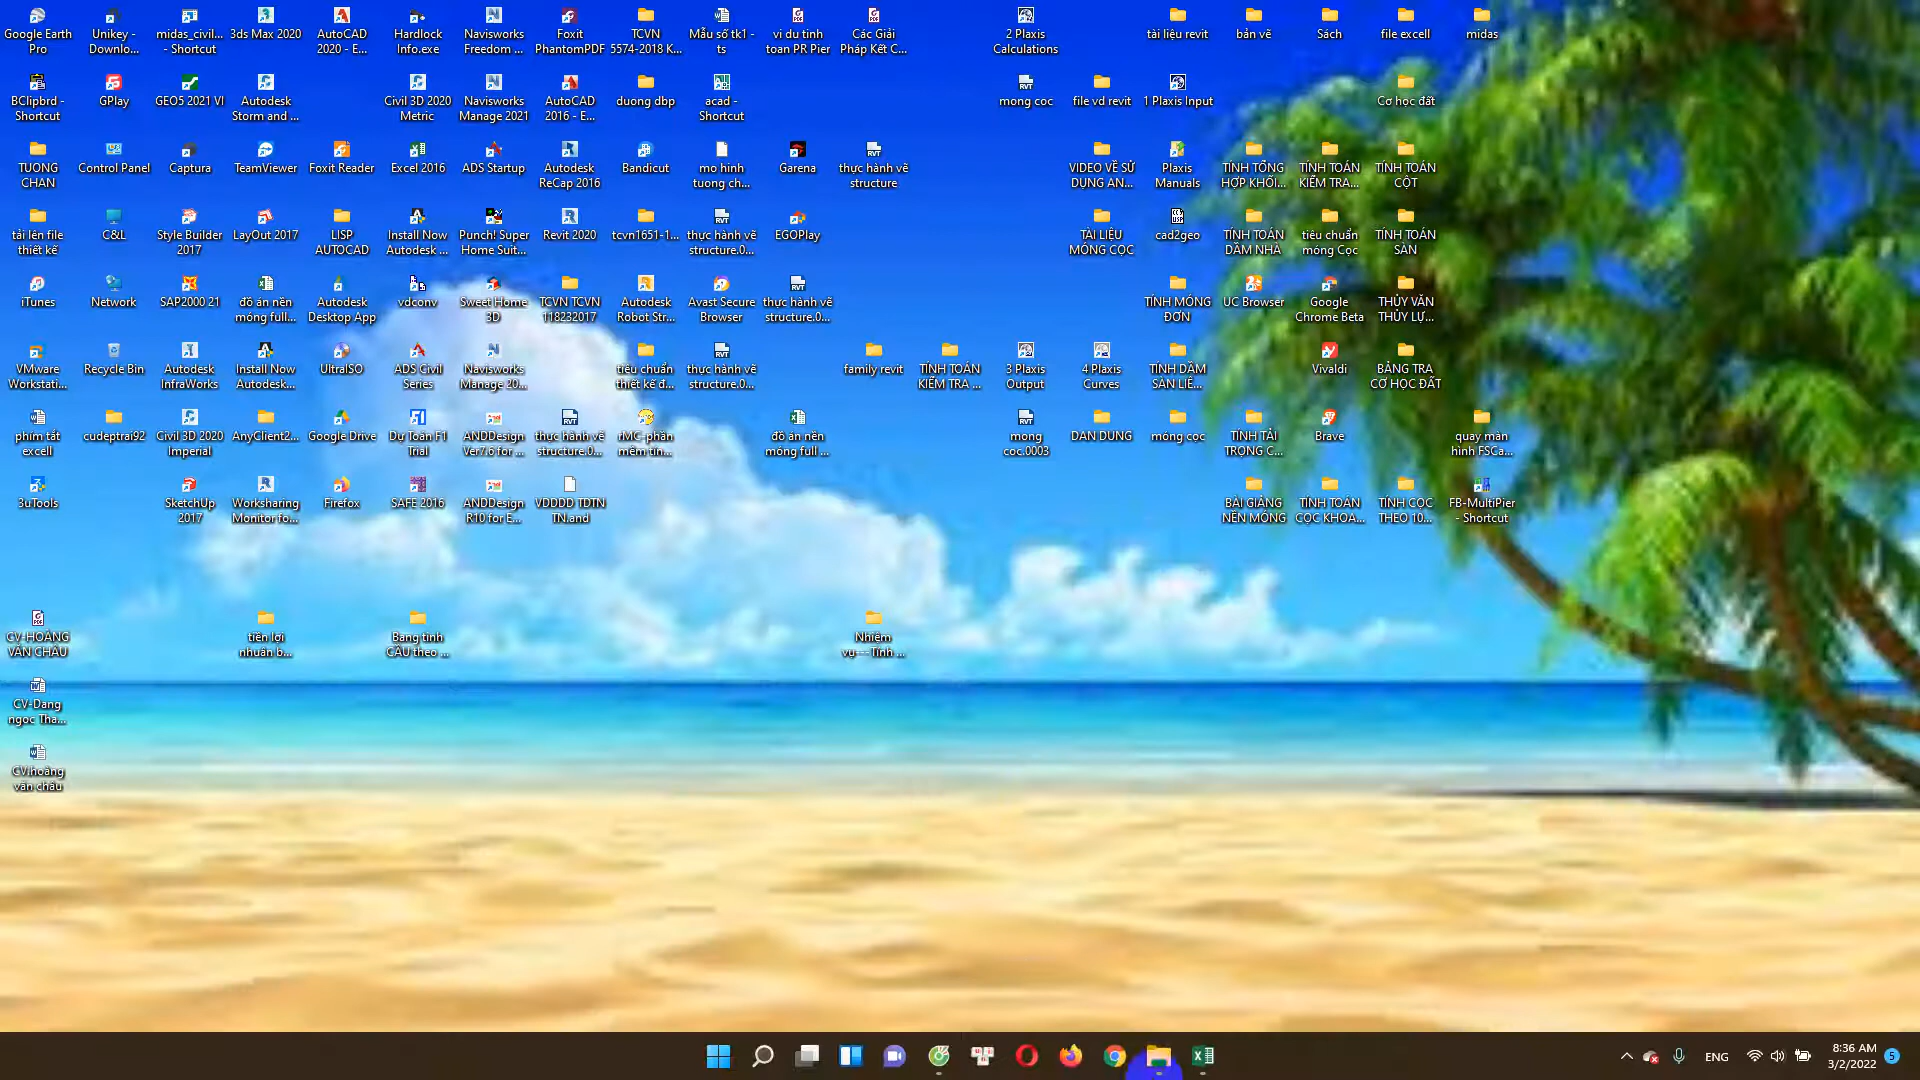 Google Earth
Pro
Unikey -
Downlo...
midas_civil...
- Shortcut
3ds Max 2020
AutoCAD
2020 - E...
Hardlock
Info.exe
Navisworks
Freedom ...
Foxit
PhantomPDF
TCVN
5574-2018 K...
Mẫu số tk1 -
ts
vi du tinh
toan PR Pier
Các Giải
Pháp Kết C...
2 Plaxis
Calculations
tài liệu revit
bản vẽ
Sách
file excell
midas
BClipbrd -
Shortcut
GPlay
GEO5 2021 VI
Autodesk
Storm and ...
Civil 3D 2020
Metric
Navisworks
Manage 2021
AutoCAD
2016 - E...
duong dbp
acad -
Shortcut
mong coc
file vd revit
1 Plaxis Input
Cơ học đất
TUONG
CHAN
Control Panel
Captura
TeamViewer
Foxit Reader
Excel 2016
ADS Startup
Autodesk
ReCap 2016
Bandicut
mo hinh
tuong ch...
Garena
thực hành vẽ
structure
VIDEO VỀ SỬ
DỤNG AN...
Plaxis
Manuals
TÍNH TỔNG
HỢP KHỐI...
TÍNH TOÁN
KIỂM TRA...
TÍNH TOÁN
CỘT
tải lên file
thiết kế
C&L
Style Builder
2017
LayOut 2017
LISP
AUTOCAD
Install Now
Autodesk ...
Punch! Super
Home Suit...
Revit 2020
tcvn1651-1...
thực hành vẽ
structure.0...
EGOPlay
TÀI LIỆU
MÓNG CỌC
cad2geo
TÍNH TOÁN
DẦM NHÀ
tiêu chuẩn
móng Cọc
TÍNH TOÁN
SÀN
iTunes
Network
SAP2000 21
đồ án nền
móng full...
Autodesk
Desktop App
vdconv
Sweet Home
3D
TCVN TCVN
118232017
Autodesk
Robot Str...
Avast Secure
Browser
thực hành vẽ
structure.0...
TÍNH MÓNG
ĐƠN
UC Browser
Google
Chrome Beta
THỦY VĂN
THỦY LỰ...
VMware
Workstati...
Recycle Bin
Autodesk
InfraWorks
Install Now
Autodesk...
UltraISO
ADS Civil
Series
Navisworks
Manage 20...
tiêu chuẩn
thiết kế đ...
thực hành vẽ
structure.0...
family revit
TÍNH TOÁN
KIỂM TRA ...
3 Plaxis
Output
4 Plaxis
Curves
TÍNH DẦM
SÀN LIÊ...
Vivaldi
BẢNG TRA
CƠ HỌC ĐẤT
phím tắt
excell
cudeptrai92
Civil 3D 2020
Imperial
AnyClient2...
Google Drive
Dự Toán F1
Trial
ANDDesign
Ver7.6 for ...
thực hành vẽ
structure.0...
IMC-phần
mềm tín...
đồ án nền
móng full ...
mong
coc.0003
DAN DUNG
móng cọc
TÍNH TẢI
TRỌNG C...
Brave
quay màn
hình FSCa...
3uTools
SketchUp
2017
Worksharing
Monitor fo...
Firefox
SAFE 2016
ANDDesign
R10 for E...
VDDDD TDTN
TN.and
BÀI GIẢNG
NỀN MÓNG
TÍNH TOÁN
CỌC KHOA...
TÍNH CỌC
THEO 10...
FB-MultiPier
- Shortcut
CV-HOÀNG
VĂN CHÂU
tiền lợi
nhuận b...
Bảng tính
CẦU theo ...
Nhiệm
vụ---Tính ...
CV-Dang
ngoc Tha...
CV.hoàng
văn châu
ENG
8:36 AM
3/2/2022
5